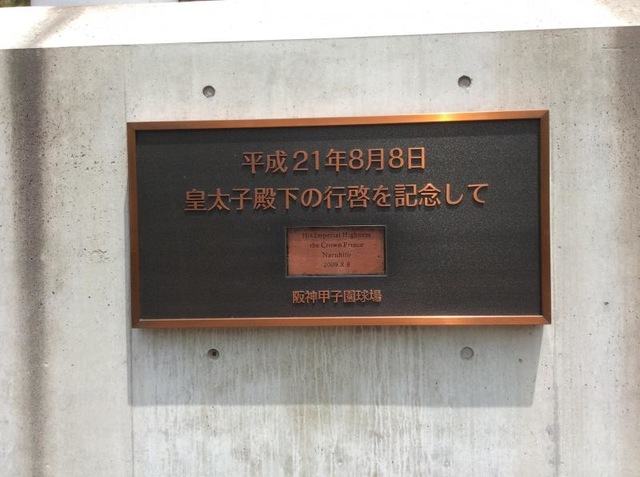 平成21年8月8日
皇太子殿下の行啓を記念して
His Imperial Highness
the Crown Prince
Naruhito
2009.8.8
阪神甲子園球場